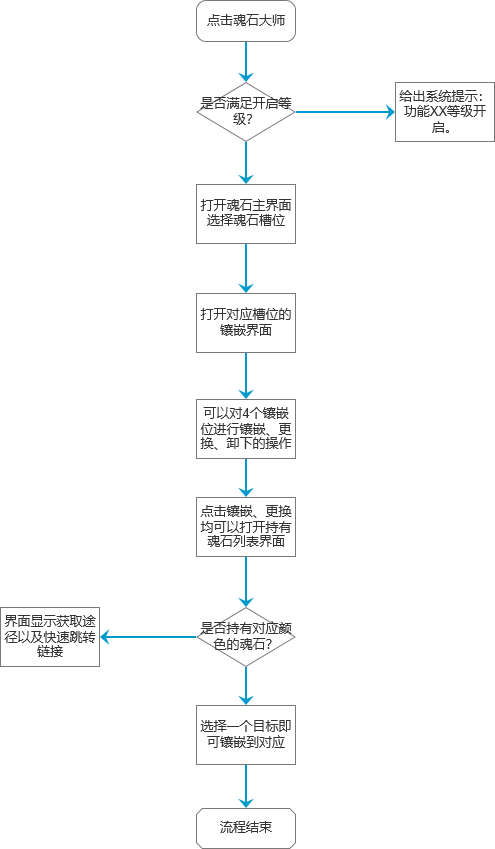 点击魂石大师
是否满足开启等
级？
给出系统提示：
功能XX等级开
启。
打开魂石主界面
选择魂石槽位
打开对应槽位的
镶嵌界面
可以对4个镶嵌
位进行镶嵌、更
换、卸下的操作
点击镶嵌、更换
均可以打开持有
魂石列表界面
是否持有对应颜
色的魂石？
界面显示获取途
径以及快速跳转
链接
选择一个目标即
可镶嵌到对应
流程结束